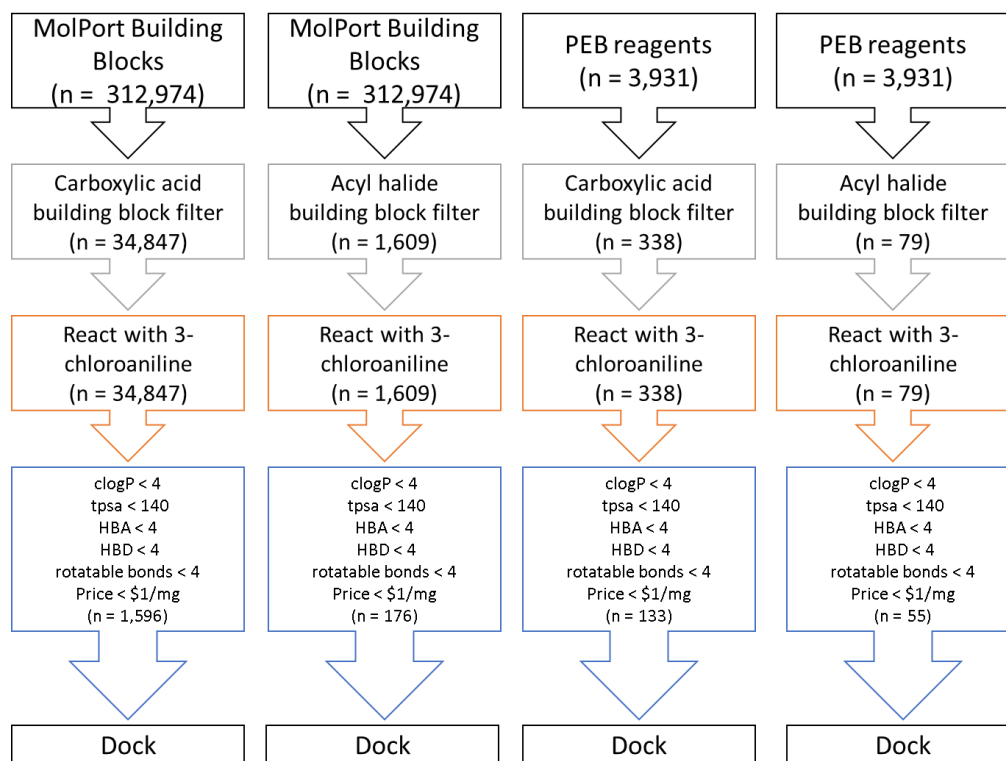 MolPort Building
Blocks
(n =  312,974)
Carboxylic acid
building block filter
(n = 34,847)
React with 3-
chloroaniline
(n = 34,847)
clogP < 4
tpsa < 140
HBA < 4
HBD < 4
rotatable bonds < 4
Price < $1/mg
(n = 1,596)
Dock
MolPort Building
Blocks
(n =  312,974)
Acyl halide
building block filter
(n = 1,609)
React with 3-
chloroaniline
(n = 1,609)
clogP < 4
tpsa < 140
HBA < 4
HBD < 4
rotatable bonds < 4
Price < $1/mg
(n = 176)
Dock
PEB reagents
(n = 3,931)
Carboxylic acid
building block filter
(n = 338)
React with 3-
chloroaniline
(n = 338)
clogP < 4
tpsa < 140
HBA < 4
HBD < 4
rotatable bonds < 4
Price < $1/mg
(n = 133)
Dock
PEB reagents
(n = 3,931)
Acyl halide
building block filter
(n = 79)
React with 3-
chloroaniline
(n = 79)
clogP < 4
tpsa < 140
HBA < 4
HBD < 4
rotatable bonds < 4
Price < $1/mg
(n = 55)
Dock